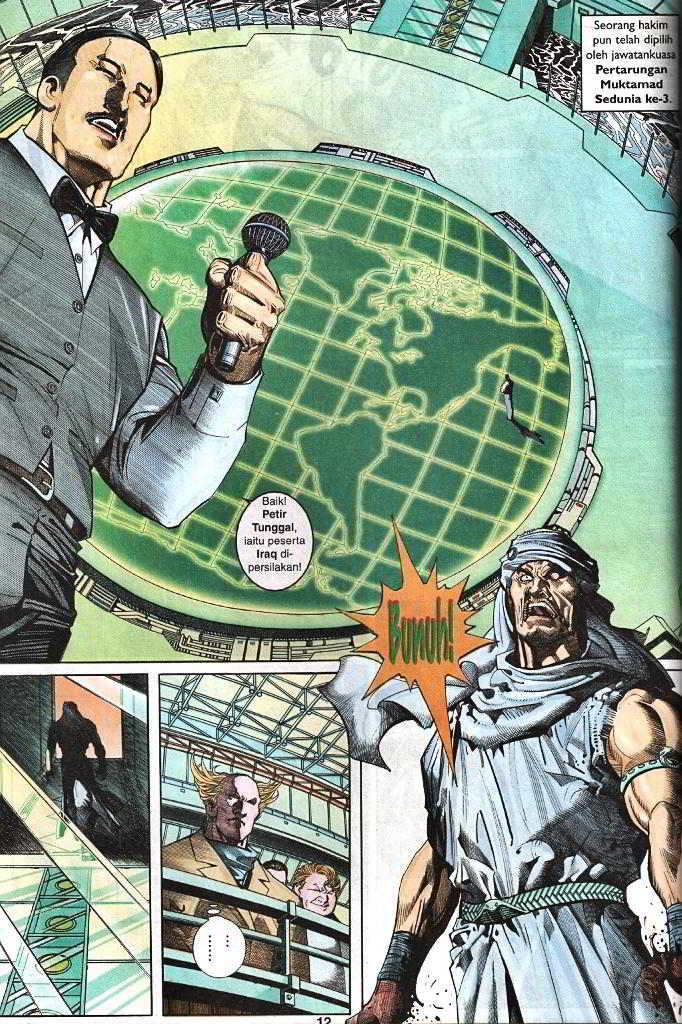 Seorang hakim
pun telah dipilih
oleh jawatankuasa
Pertarungan
Muktamad
Sedunia ke-3.
Baik!
Petir
Tunggal,
iaitu peserta
Iraq di-
persilakan!
Bunuh!
......
12